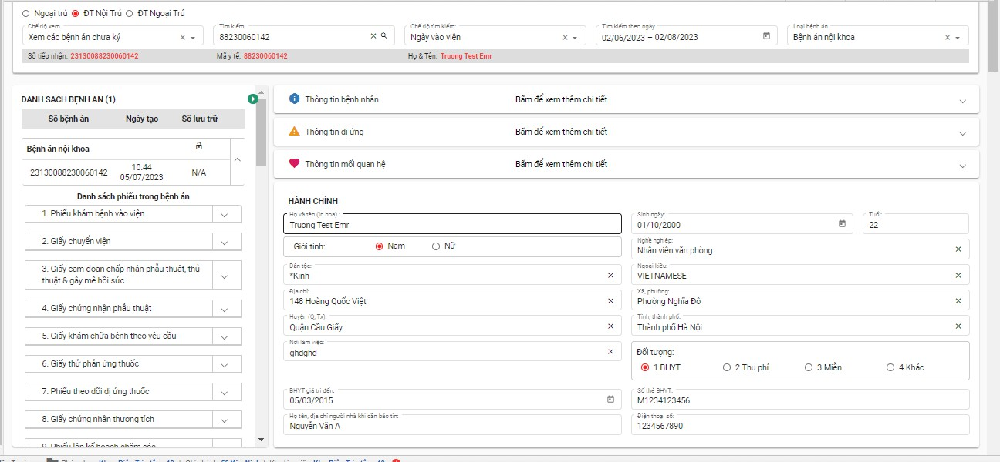 Ngoại trú ĐT Nội Trú ĐT Ngoại Trú
Chế độ xem
Xem các bệnh án chưa ký
Tìm kiếm:
88230060142
Chế độ tìm kiếm:
Ngày vào viện
Tìm kiếm theo ngày
02/06/2023 – 02/08/2023
Loại bệnh án
Bệnh án nội khoa
Số tiếp nhận: 23130088230060142 Mã y tế: 88230060142 Họ & Tên: Truong Test Emr
DANH SÁCH BỆNH ÁN (1)
Số bệnh án Ngày tạo Số lưu trữ
Bệnh án nội khoa
23130088230060142 10:44 05/07/2023 N/A
Danh sách phiếu trong bệnh án
1. Phiếu khám bệnh vào viện
2. Giấy chuyển viện
3. Giấy cam đoan chấp nhận phẫu thuật, thủ
thuật & gây mê hồi sức
4. Giấy chứng nhận phẫu thuật
5. Giấy khám chữa bệnh theo yêu cầu
6. Giấy thử phản ứng thuốc
7. Phiếu theo dõi dị ứng thuốc
8. Giấy chứng nhận thương tích
9. Phiếu lập kế hoạch chăm sóc
Thông tin bệnh nhân Bấm để xem thêm chi tiết
Thông tin dị ứng Bấm để xem thêm chi tiết
Thông tin mối quan hệ Bấm để xem thêm chi tiết
HÀNH CHÍNH
Họ và tên (In hoa) :
Truong Test Emr
Sinh ngày:
01/10/2000
Tuổi:
22
Giới tính: Nam Nữ
Nghề nghiệp:
Nhân viên văn phòng
Dân tộc:
*Kinh
Ngoại kiều:
VIETNAMESE
Địa chỉ:
148 Hoàng Quốc Việt
Xã, phường:
Phường Nghĩa Đô
Huyện (Q, Tx):
Quận Cầu Giấy
Tỉnh, thành phố:
Thành phố Hà Nội
Nơi làm việc:
ghdghd
Đối tượng:
1.BHYT 2.Thu phí 3.Miễn 4.Khác
BHYT giá trị đến:
05/03/2015
Số thẻ BHYT:
M1234123456
Họ tên, địa chỉ người nhà khi cần báo tin:
Nguyễn Văn A
Điện thoại số:
1234567890